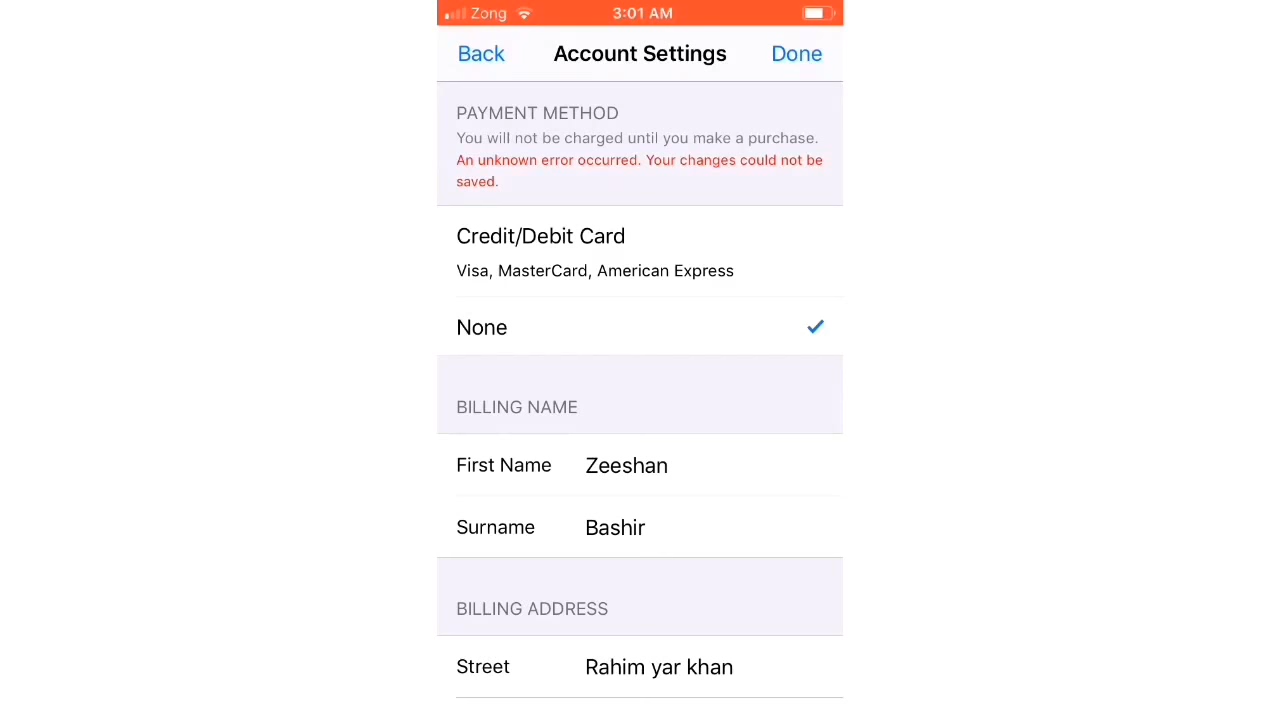 Zong 3:01 AM
Back Account Settings Done
PAYMENT METHOD
You will not be charged until you make a purchase.
An unknown error occurred. Your changes could not be
saved.
Credit/Debit Card
Visa, MasterCard, American Express
None
BILLING NAME
First Name Zeeshan
Surname Bashir
BILLING ADDRESS
Street Rahim yar khan